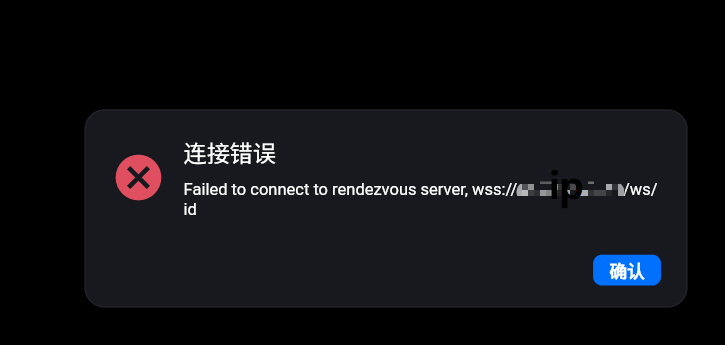 连接错误
Failed to connect to rendezvous server, wss://ip/ws/
id
确认